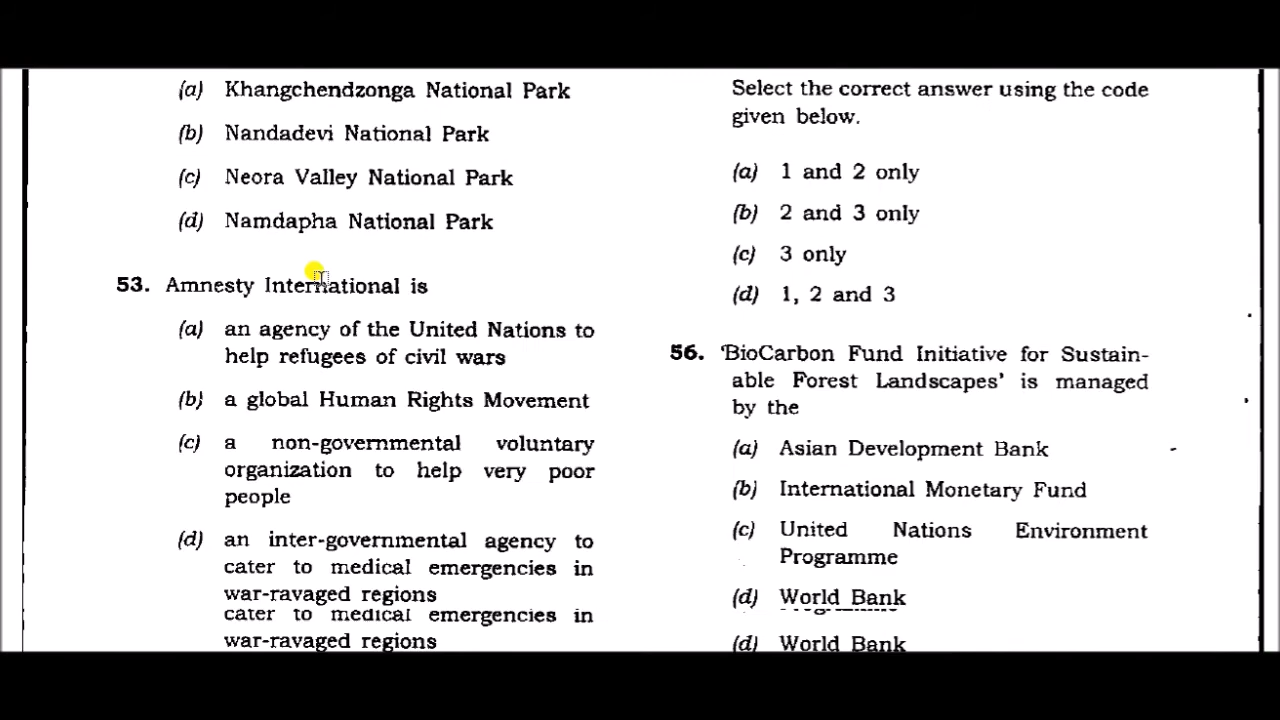 (a) Khangchendzonga National Park
(b) Nandadevi National Park
(c) Neora Valley National Park
(d) Namdapha National Park
53. Amnesty International is
(a) an agency of the United Nations to
help refugees of civil wars
(b) a global Human Rights Movement
(c) a non-governmental voluntary
organization to help very poor
people
(d) an inter-governmental agency to
cater to medical emergencies in
war-ravaged regions
cater to medical emergencies in
war-ravaged regions
Select the correct answer using the code
given below.
(a) 1 and 2 only
(b) 2 and 3 only
(c) 3 only
(d) 1, 2 and 3
56. 'BioCarbon Fund Initiative for Sustain-
able Forest Landscapes' is managed
by the
(a) Asian Development Bank
(b) International Monetary Fund
(c) United Nations Environment
Programme
(d) World Bank
(d) World Bank